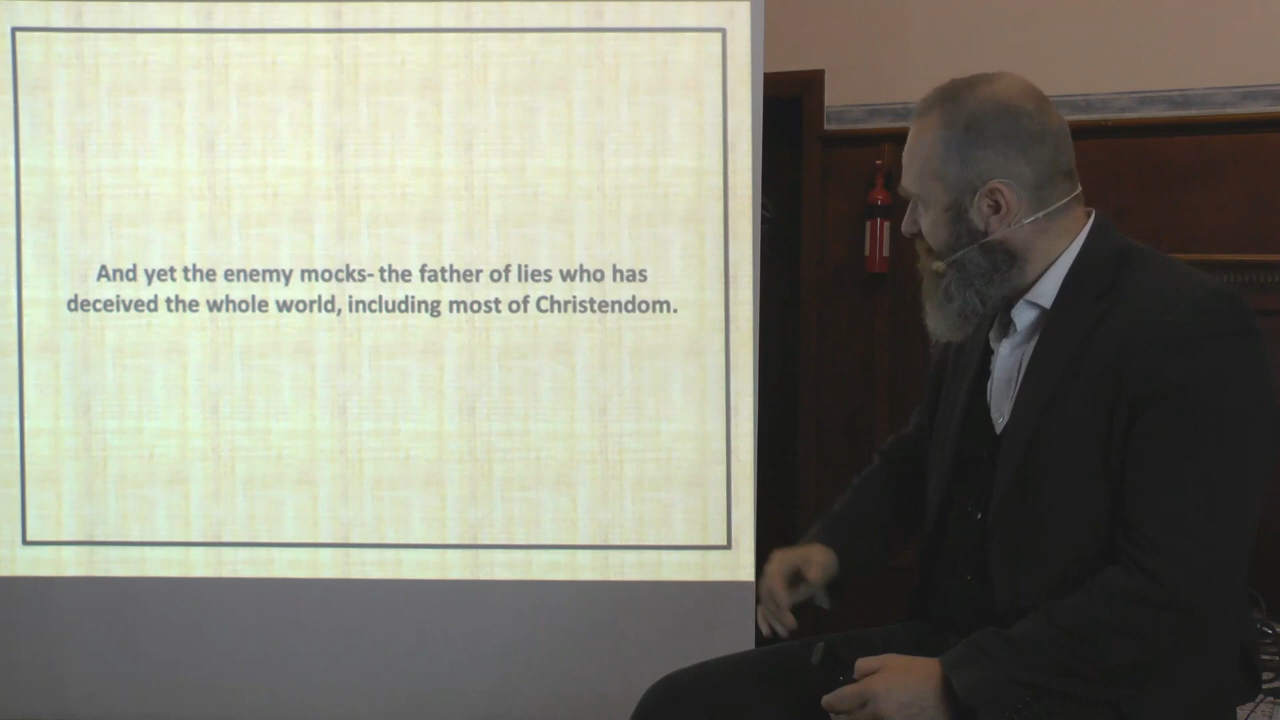 And yet the enemy mocks- the father of lies who has
deceived the whole world, including most of Christendom.